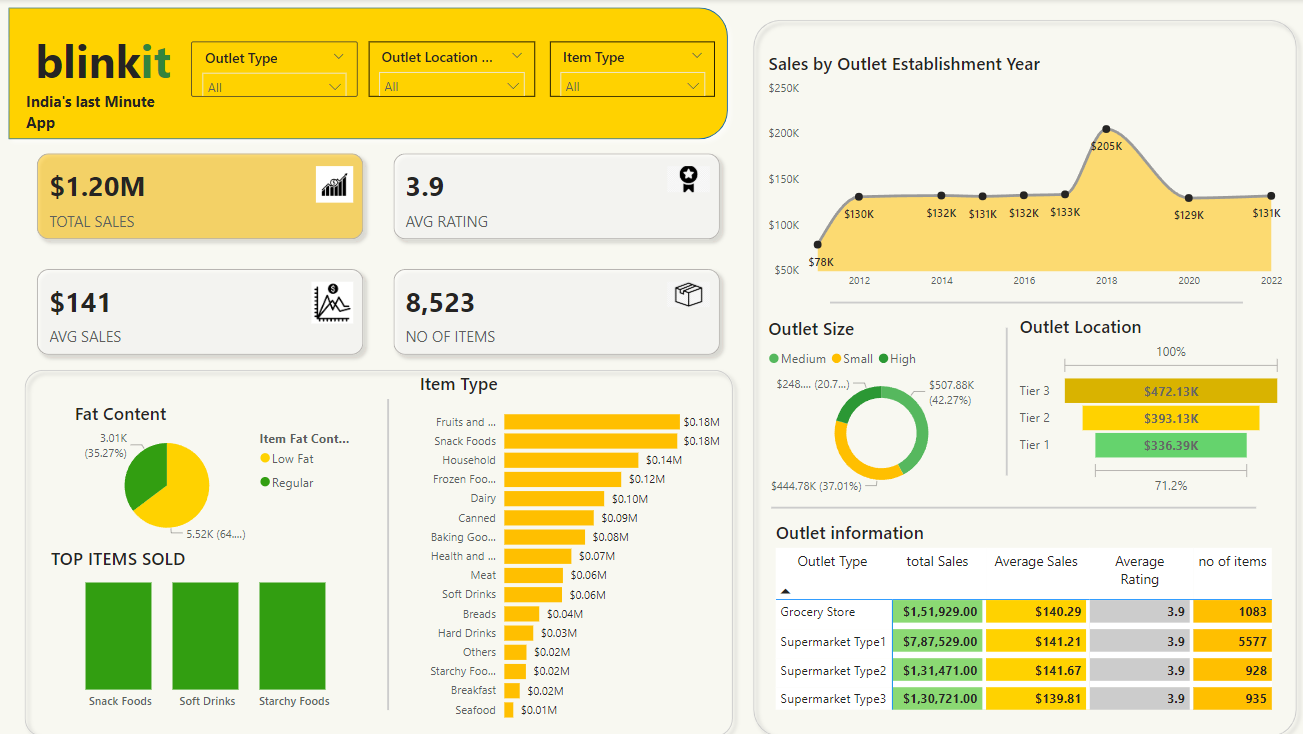 blinkit
India's last Minute
App
Outlet Type
All
Outlet Location ...
All
Item Type
All
$1.20M
TOTAL SALES
3.9
AVG RATING
$141
AVG SALES
8,523
NO OF ITEMS
Fat Content
3.01K
(35.27%)
5.52K (64....)
Item Fat Cont...
Low Fat
Regular
TOP ITEMS SOLD
Snack Foods
Soft Drinks
Starchy Foods
Item Type
Fruits and ... $0.18M
Snack Foods $0.18M
Household $0.14M
Frozen Foo... $0.12M
Dairy $0.10M
Canned $0.09M
Baking Goo... $0.08M
Health and ... $0.07M
Meat $0.06M
Soft Drinks $0.06M
Breads $0.04M
Hard Drinks $0.03M
Others $0.02M
Starchy Foo... $0.02M
Breakfast $0.02M
Seafood $0.01M
Sales by Outlet Establishment Year
$250K
$200K
$150K
$100K
$50K
$78K
$130K
$132K
$131K
$132K
$133K
$205K
$129K
$131K
2012 2014 2016 2018 2020 2022
Outlet Size
Medium Small High
$248.... (20.7...)
$507.88K
(42.27%)
$444.78K (37.01%)
Outlet Location
100%
Tier 3 $472.13K
Tier 2 $393.13K
Tier 1 $336.39K
71.2%
Outlet information
Outlet Type total Sales Average Sales Average Rating no of items
Grocery Store $1,51,929.00 $140.29 3.9 1083
Supermarket Type1 $7,87,529.00 $141.21 3.9 5577
Supermarket Type2 $1,31,471.00 $141.67 3.9 928
Supermarket Type3 $1,30,721.00 $139.81 3.9 935